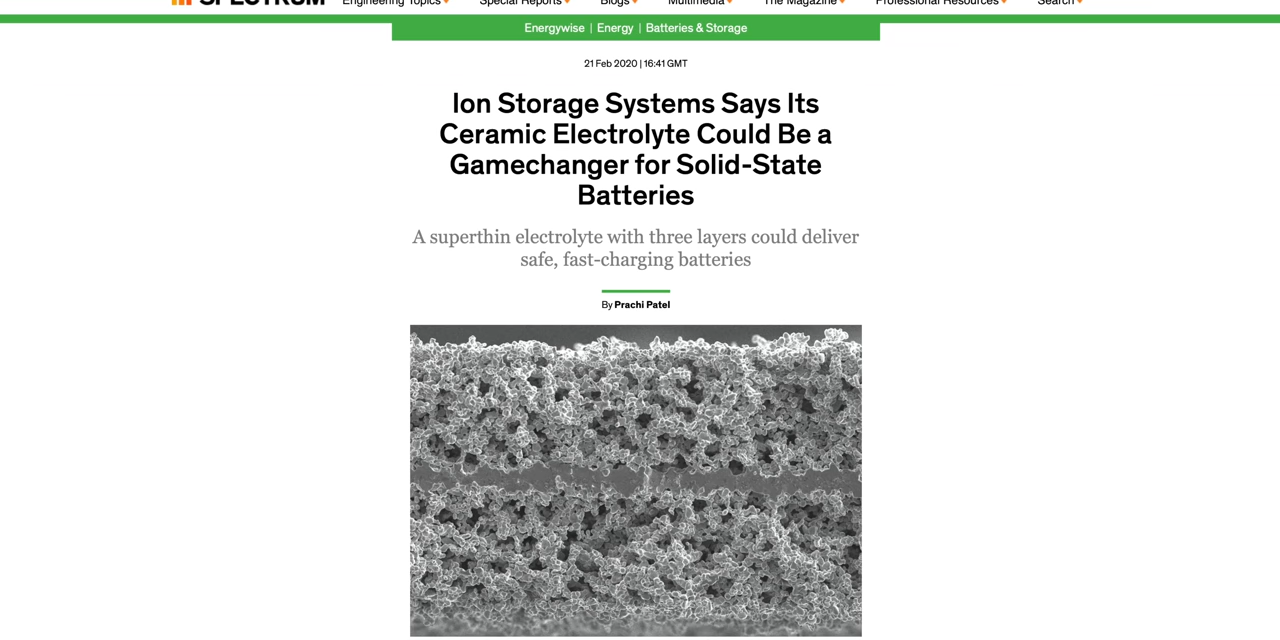 SPECTRUM Engineering Topics Special Reports Blogs Multimedia The Magazine Professional Resources Search
Energywise | Energy | Batteries & Storage
21 Feb 2020 | 16:41 GMT
Ion Storage Systems Says Its
Ceramic Electrolyte Could Be a
Gamechanger for Solid-State
Batteries
A superthin electrolyte with three layers could deliver
safe, fast-charging batteries
By Prachi Patel